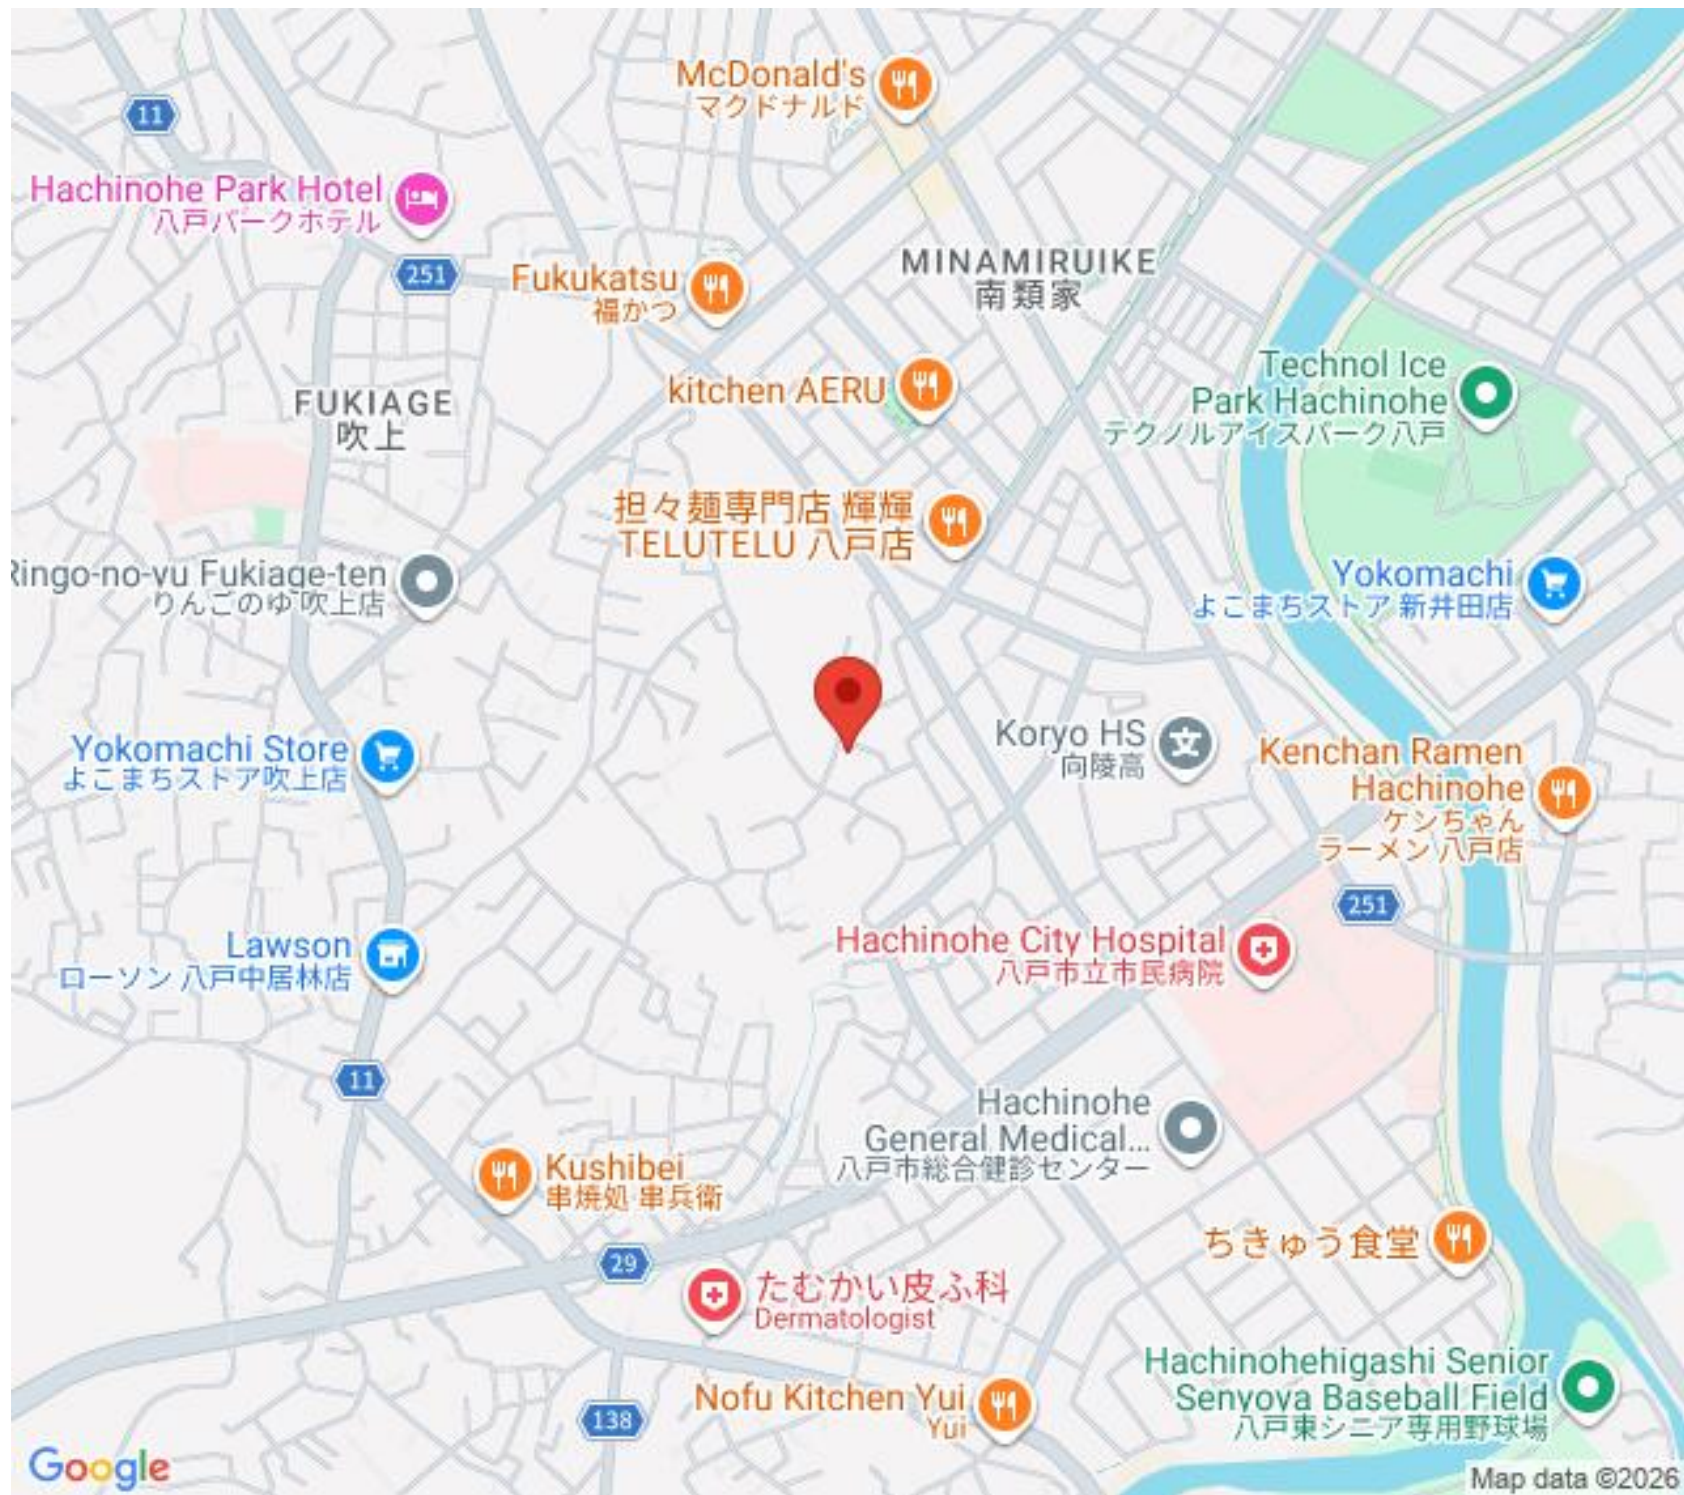 McDonald's
マクドナルド
11
Hachinohe Park Hotel
八戸パークホテル
251
Fukukatsu
福かつ
MINAMIRUIKE
南類家
kitchen AERU
Technol Ice
Park Hachinohe
テクノルアイスパーク八戸
FUKIAGE
吹上
担々麺専門店 輝輝
TELUTELU 八戸店
Ringo-no-yu Fukiage-ten
りんごのゆ 吹上店
Yokomachi
よこまちストア 新井田店
Yokomachi Store
よこまちストア吹上店
Koryo HS
向陵高
Kenchan Ramen
Hachinohe
ケンちゃん
ラーメン 八戸店
251
Lawson
ローソン 八戸中居林店
Hachinohe City Hospital
八戸市立市民病院
11
Hachinohe
General Medical...
八戸市総合健診センター
Kushibei
串焼処 串兵衛
ちきゅう食堂
29
たむかい皮ふ科
Dermatologist
Hachinohehigashi Senior
Senyova Baseball Field
八戸東シニア専用野球場
Nofu Kitchen Yui
Yui
138
Google
Map data ©2026